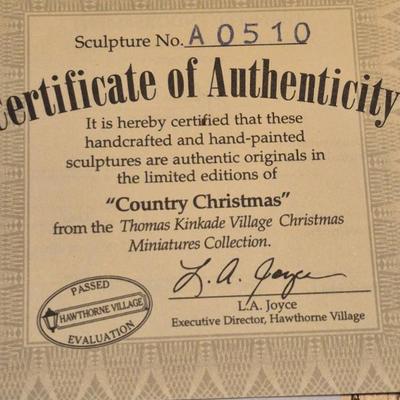 Sculpture No. A0510
Certificate of Authenticity
It is hereby certified that these
handcrafted and hand-painted
sculptures are authentic originals in
the limited editions of
"Country Christmas"
from the Thomas Kinkade Village Christmas
Miniatures Collection.
L. A. Joyce
L.A. Joyce
Executive Director, Hawthorne Village
PASSED
HAWTHORNE VILLAGE
EVALUATION